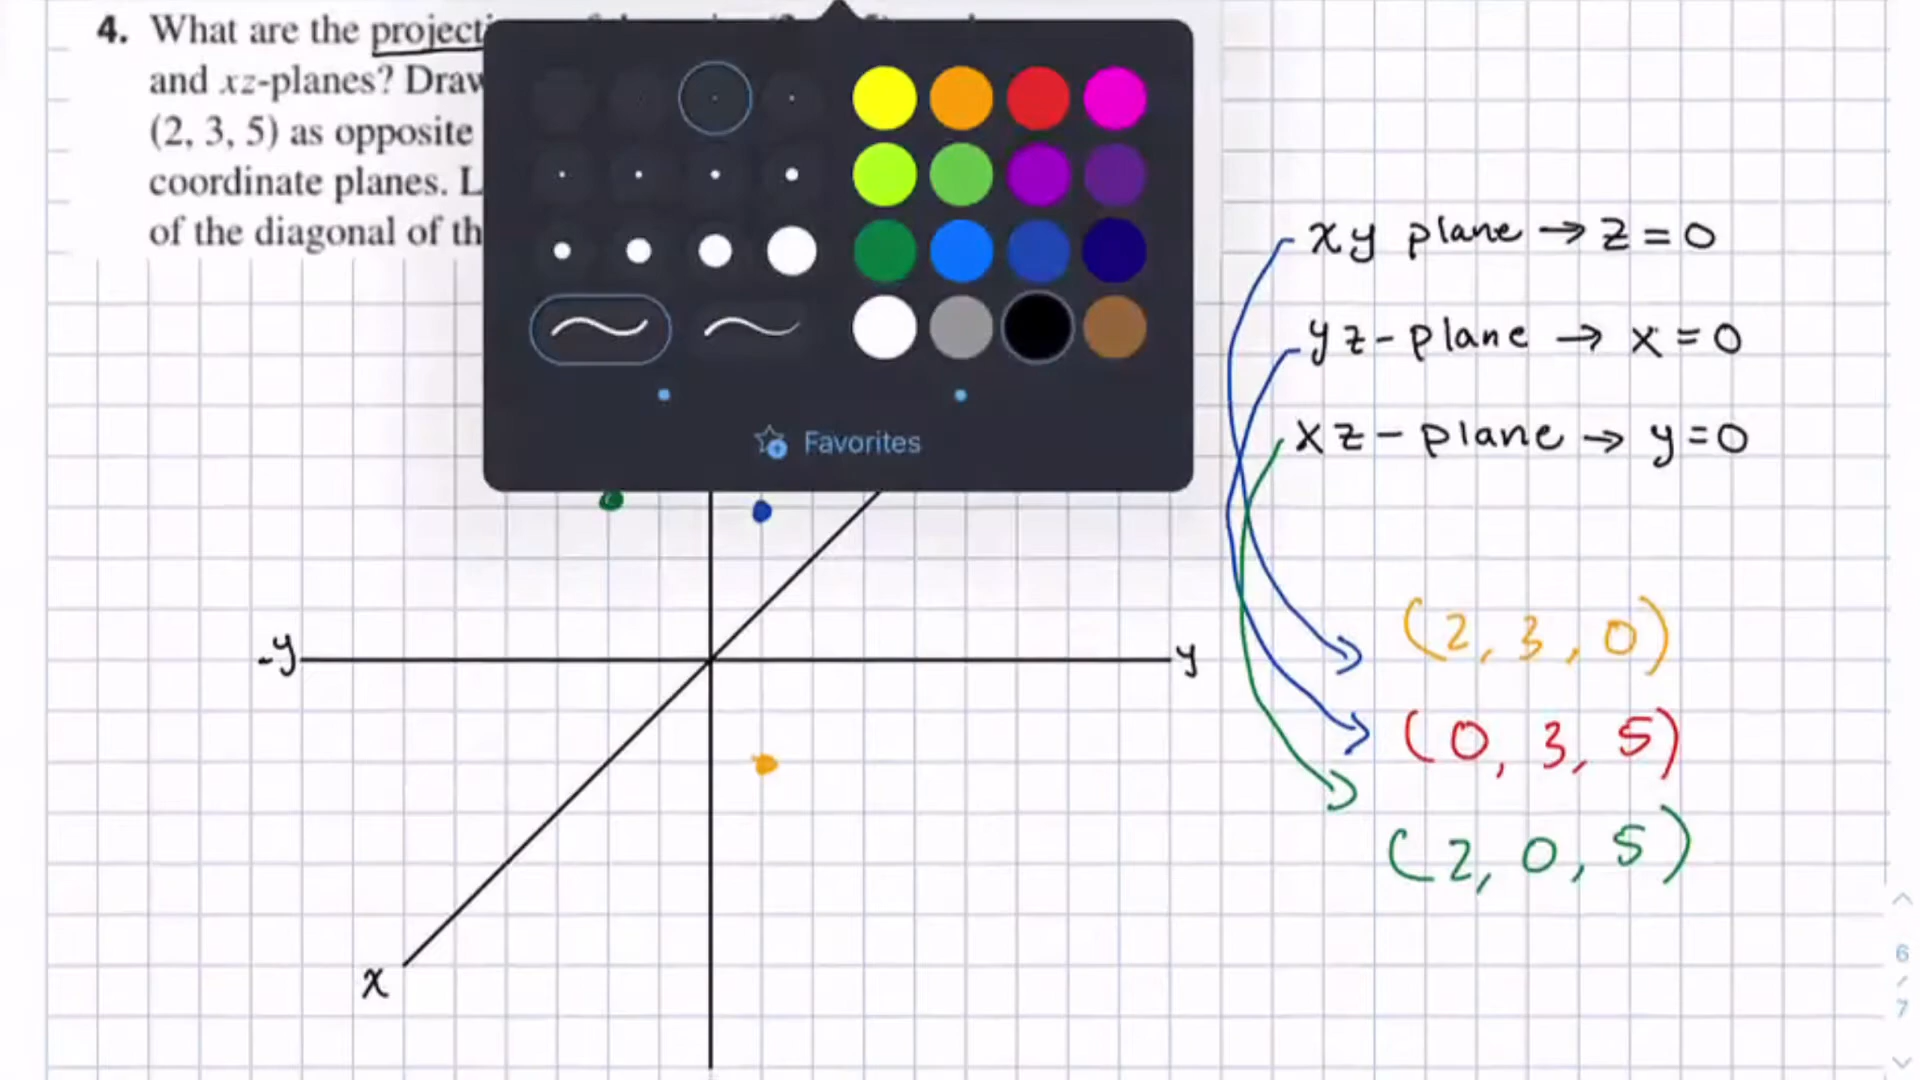 4. What are the project
and xz-planes? Draw
(2, 3, 5) as opposite
coordinate planes. L
of the diagonal of th
Favorites
xy plane → z = 0
yz-plane → x = 0
xz-plane → y=0
-y
y
x
(2, 3, 0)
(0, 3, 5)
(2, 0, 5)
6
/
7